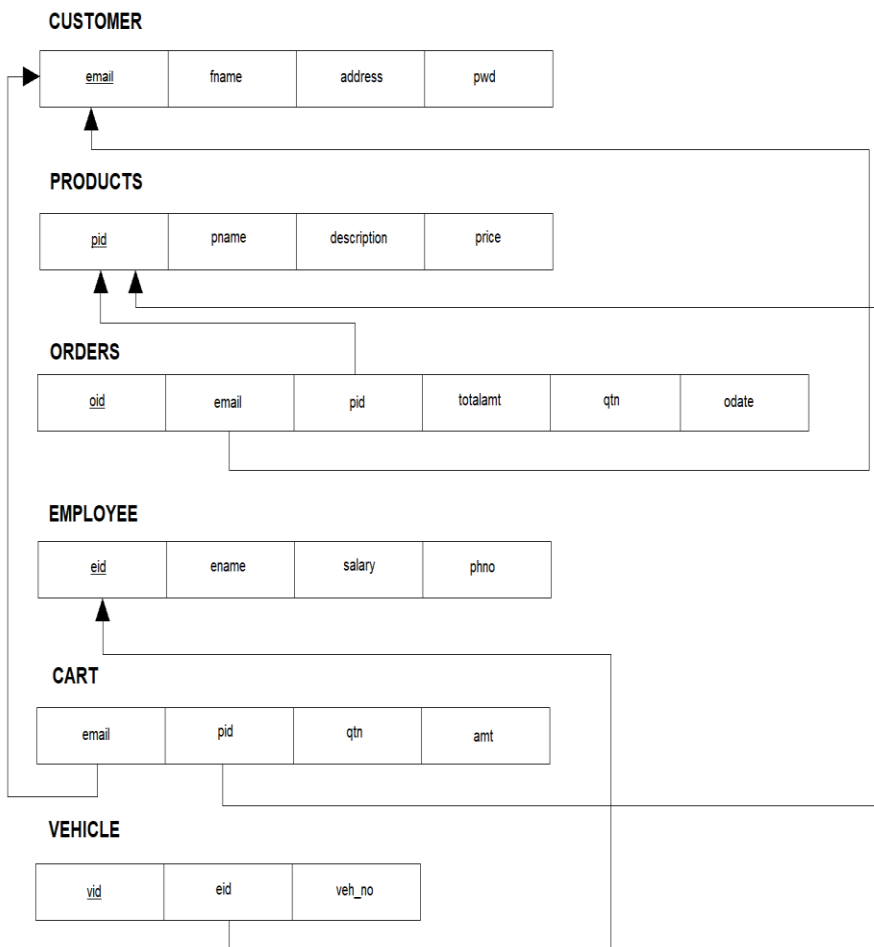 CUSTOMER
email fname address pwd
PRODUCTS
pid pname description price
ORDERS
oid email pid totalamt qtn odate
EMPLOYEE
eid ename salary phno
CART
email pid qtn amt
VEHICLE
vid eid veh_no